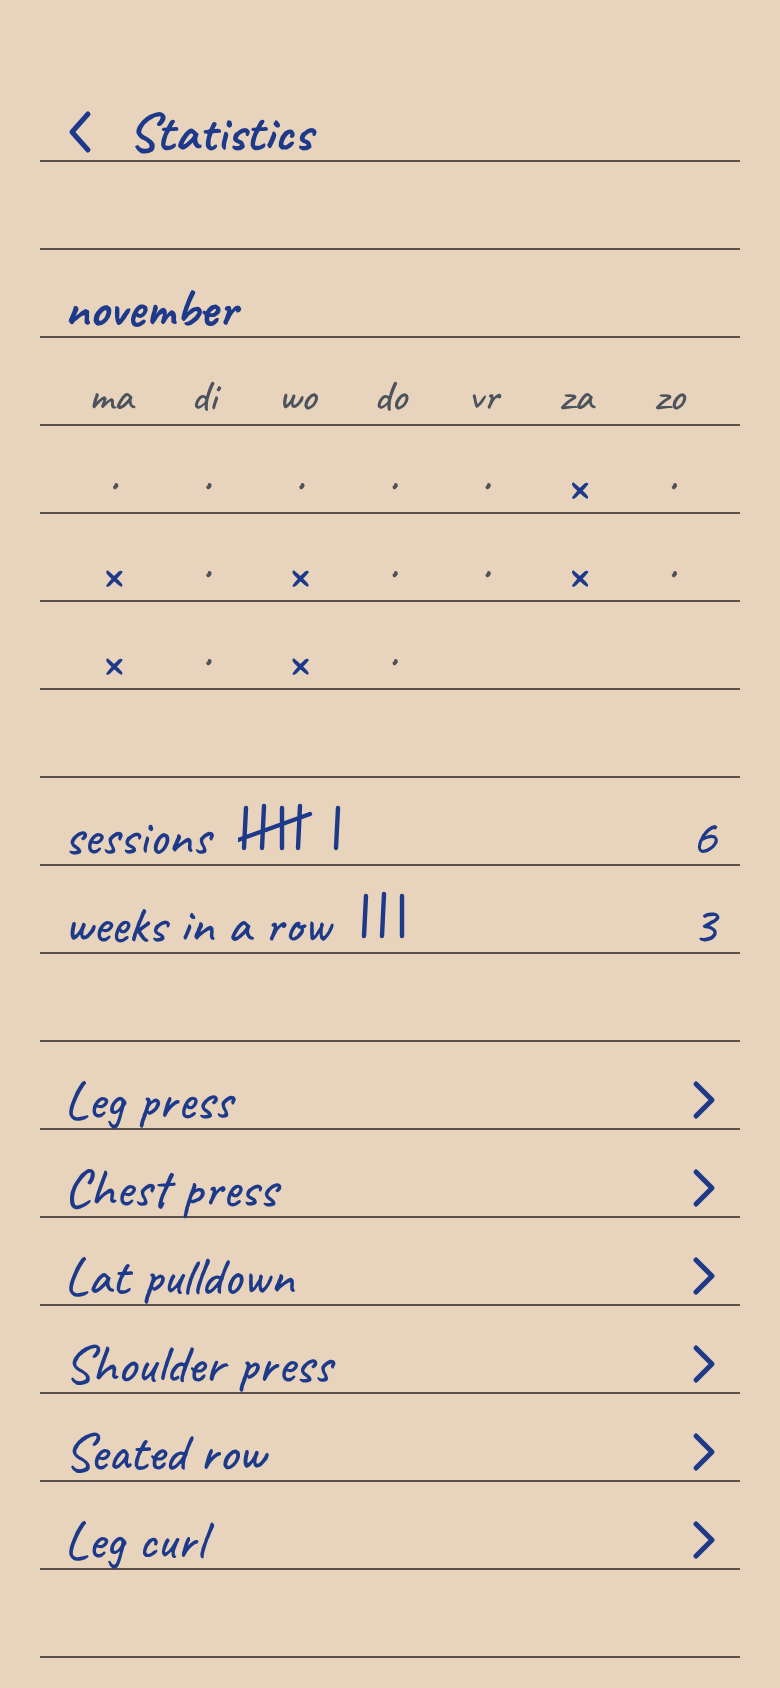 Statistics
november
ma di wo do vr za zo
· · · · · × ·
× · × · · × ·
× · × ·
sessions 6
weeks in a row 3
Leg press
Chest press
Lat pulldown
Shoulder press
Seated row
Leg curl